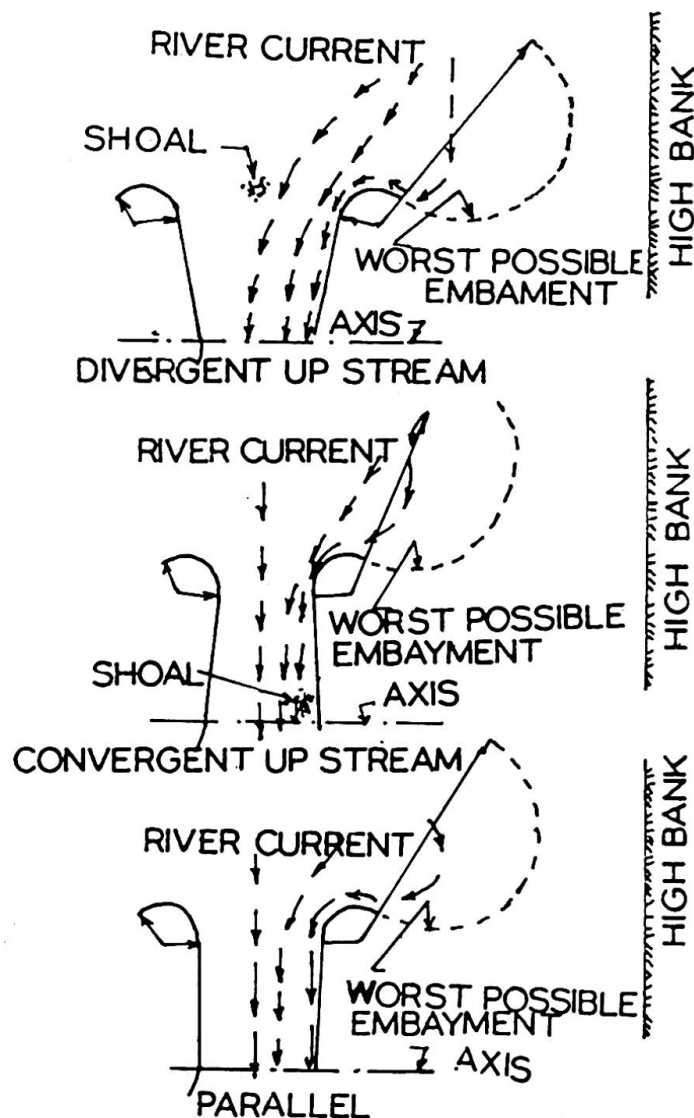 RIVER CURRENT
SHOAL
HIGH BANK
WORST POSSIBLE
EMBAMENT
AXIS
DIVERGENT UP STREAM
RIVER CURRENT
HIGH BANK
WORST POSSIBLE
EMBAYMENT
SHOAL
AXIS
CONVERGENT UP STREAM
RIVER CURRENT
HIGH BANK
WORST POSSIBLE
EMBAYMENT
AXIS
PARALLEL